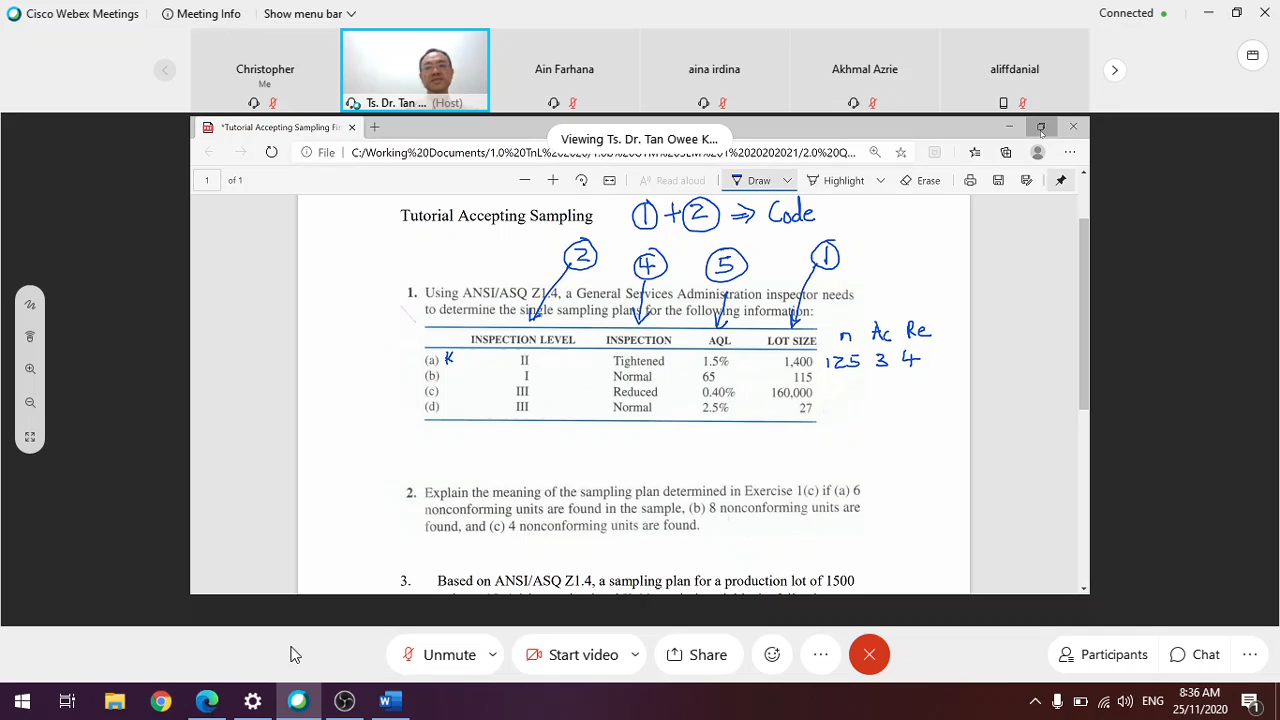 Cisco Webex Meetings
Meeting Info
Show menu bar
Connected
Christopher
Me
Ts. Dr. Tan ... (Host)
Ain Farhana
aina irdina
Akhmal Azrie
aliffdanial
*Tutorial Accepting Sampling Fi
Viewing Ts. Dr. Tan Owee K...
File
C:/Working%20Documents/1.0%20TnL%20
1 of 1
Read aloud
Draw
Highlight
Erase
Tutorial Accepting Sampling
1 + 2 ⇒ Code
2 4 5 1
1. Using ANSI/ASQ Z1.4, a General Services Administration inspector needs
to determine the single sampling plans for the following information:
INSPECTION LEVEL INSPECTION AQL LOT SIZE n Ac Re
(a) K II Tightened 1.5% 1,400 125 3 4
(b) I Normal 65 115
(c) III Reduced 0.40% 160,000
(d) III Normal 2.5% 27
2. Explain the meaning of the sampling plan determined in Exercise 1(c) if (a) 6
nonconforming units are found in the sample, (b) 8 nonconforming units are
found, and (c) 4 nonconforming units are found.
3. Based on ANSI/ASQ Z1.4, a sampling plan for a production lot of 1500
Unmute
Start video
Share
Participants
Chat
ENG
8:36 AM
25/11/2020
1